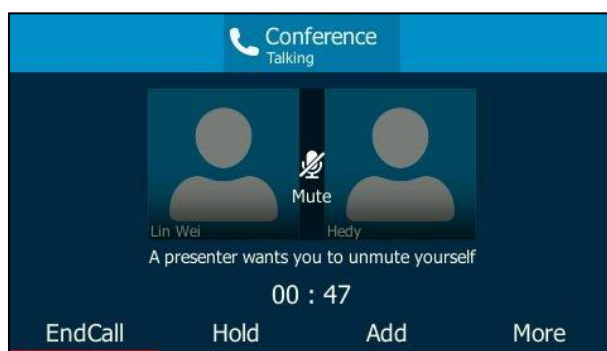 Conference
Talking
Mute
Lin Wei
Hedy
A presenter wants you to unmute yourself
00 : 47
EndCall
Hold
Add
More